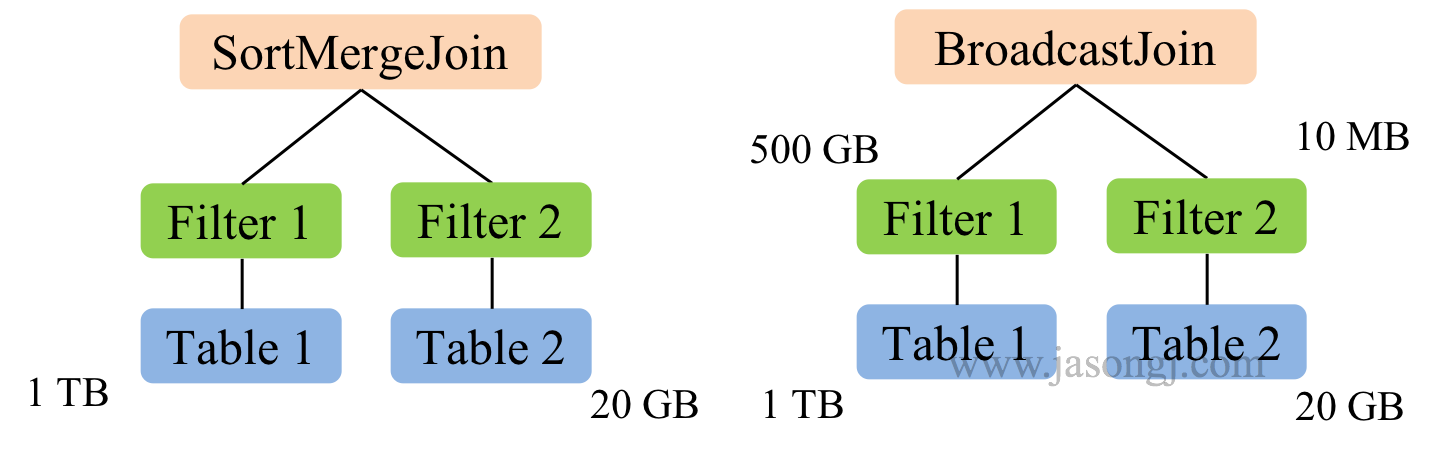 SortMergeJoin
Filter 1
Filter 2
Table 1
Table 2
1 TB
20 GB
BroadcastJoin
500 GB
10 MB
Filter 1
Filter 2
Table 1
Table 2
www.jasongj.com
1 TB
20 GB